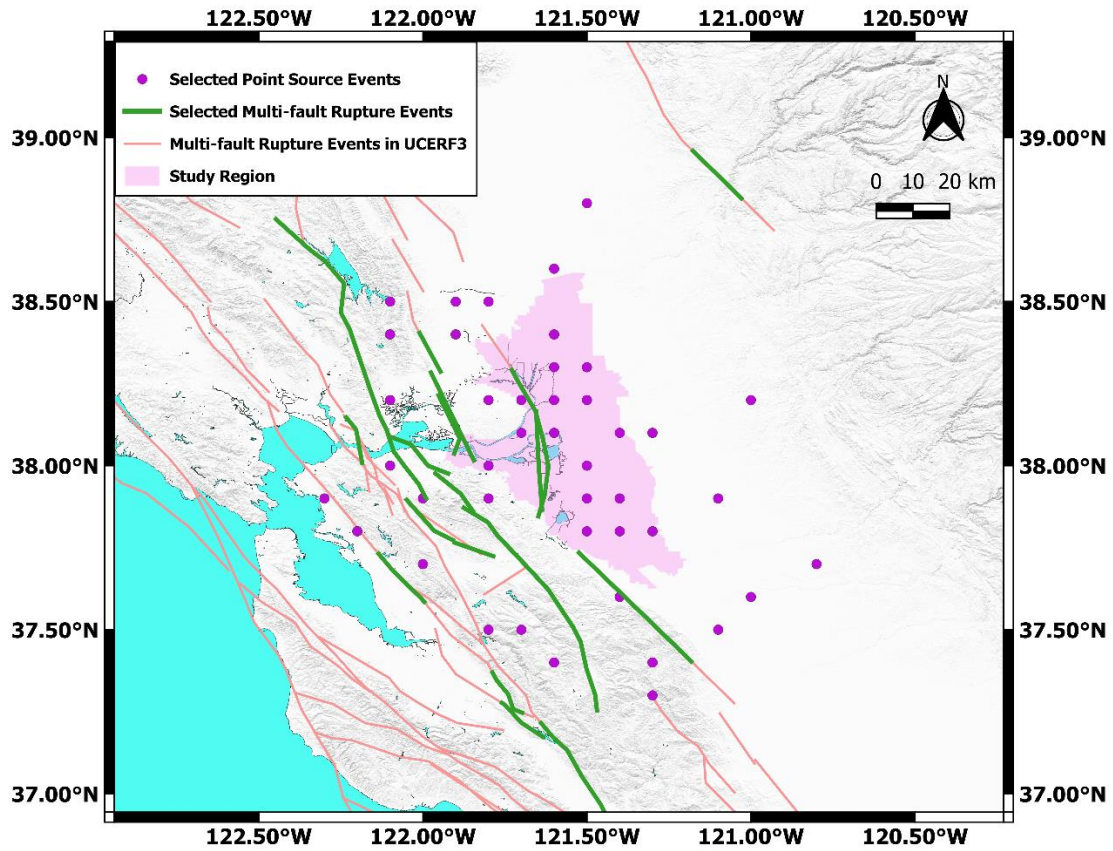 122.50°W 122.00°W 121.50°W 121.00°W 120.50°W
Selected Point Source Events
Selected Multi-fault Rupture Events
Multi-fault Rupture Events in UCERF3
Study Region
N
0 10 20 km
39.00°N 39.00°N
38.50°N 38.50°N
38.00°N 38.00°N
37.50°N 37.50°N
37.00°N 37.00°N
122.50°W 122.00°W 121.50°W 121.00°W 120.50°W